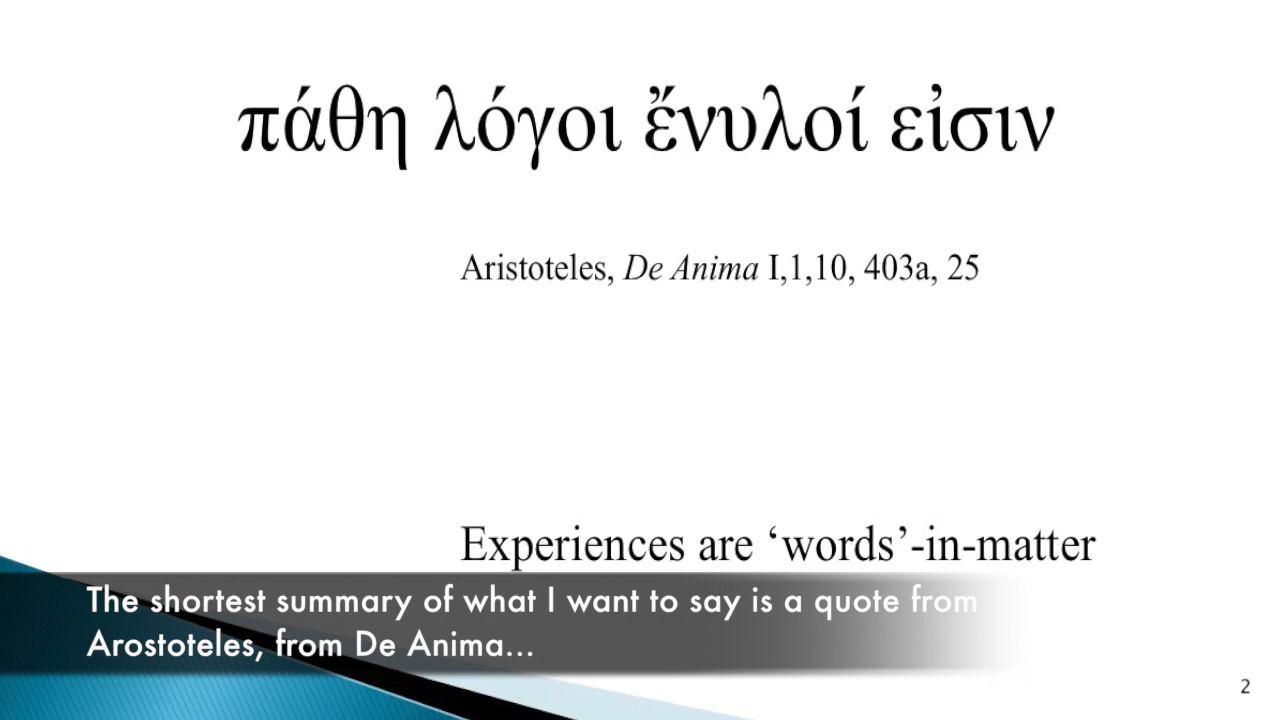 πάθη λόγοι ἔνυλοί εἰσιν
Aristoteles, De Anima I,1,10, 403a, 25
Experiences are ‘words’-in-matter
The shortest summary of what I want to say is a quote from
Arostoteles, from De Anima...
2